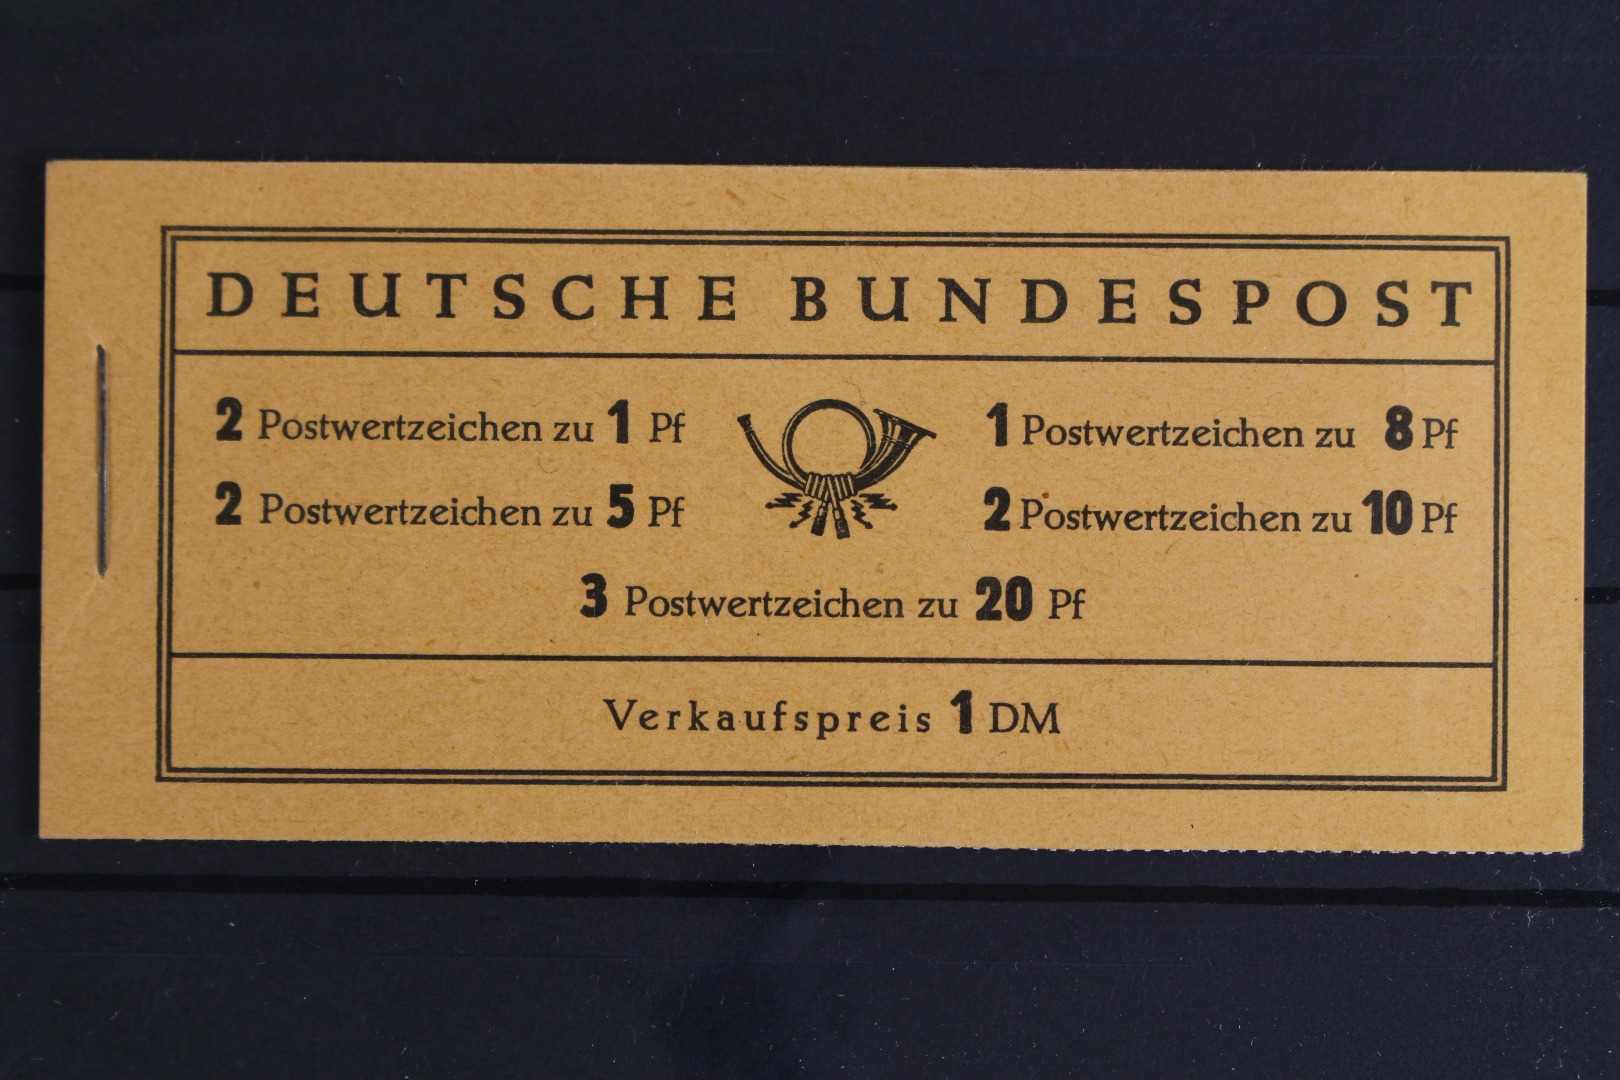 DEUTSCHE BUNDESPOST
2 Postwertzeichen zu 1 Pf
1 Postwertzeichen zu 8 Pf
2 Postwertzeichen zu 5 Pf
2 Postwertzeichen zu 10 Pf
3 Postwertzeichen zu 20 Pf
Verkaufspreis 1 DM